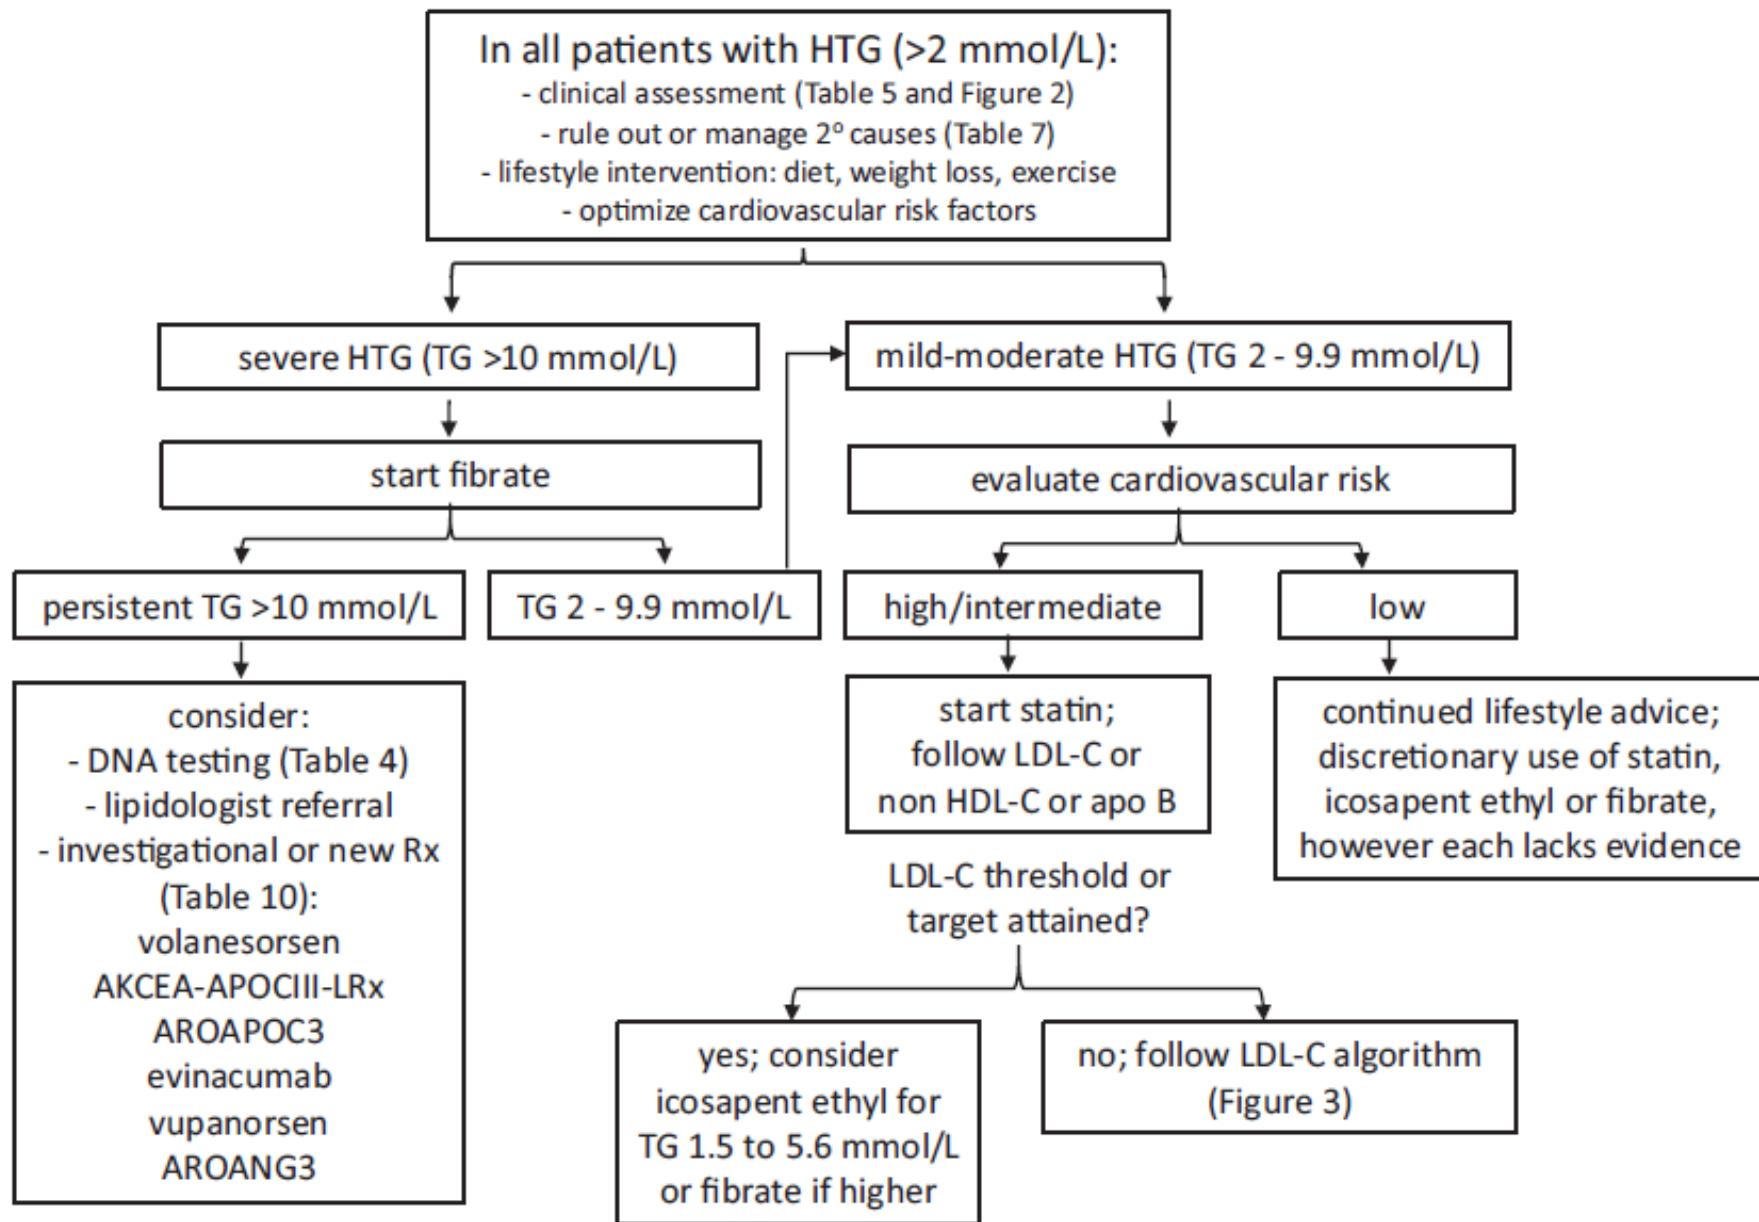 In all patients with HTG (>2 mmol/L):
- clinical assessment (Table 5 and Figure 2)
- rule out or manage 2º causes (Table 7)
- lifestyle intervention: diet, weight loss, exercise
- optimize cardiovascular risk factors
severe HTG (TG >10 mmol/L)
mild-moderate HTG (TG 2 - 9.9 mmol/L)
start fibrate
evaluate cardiovascular risk
persistent TG >10 mmol/L
TG 2 - 9.9 mmol/L
high/intermediate
low
consider:
- DNA testing (Table 4)
- lipidologist referral
- investigational or new Rx
(Table 10):
volanesorsen
AKCEA-APOCIII-LRx
AROAPOC3
evinacumab
vupanorsen
AROANG3
start statin;
follow LDL-C or
non HDL-C or apo B
continued lifestyle advice;
discretionary use of statin,
icosapent ethyl or fibrate,
however each lacks evidence
LDL-C threshold or
target attained?
yes; consider
icosapent ethyl for
TG 1.5 to 5.6 mmol/L
or fibrate if higher
no; follow LDL-C algorithm
(Figure 3)